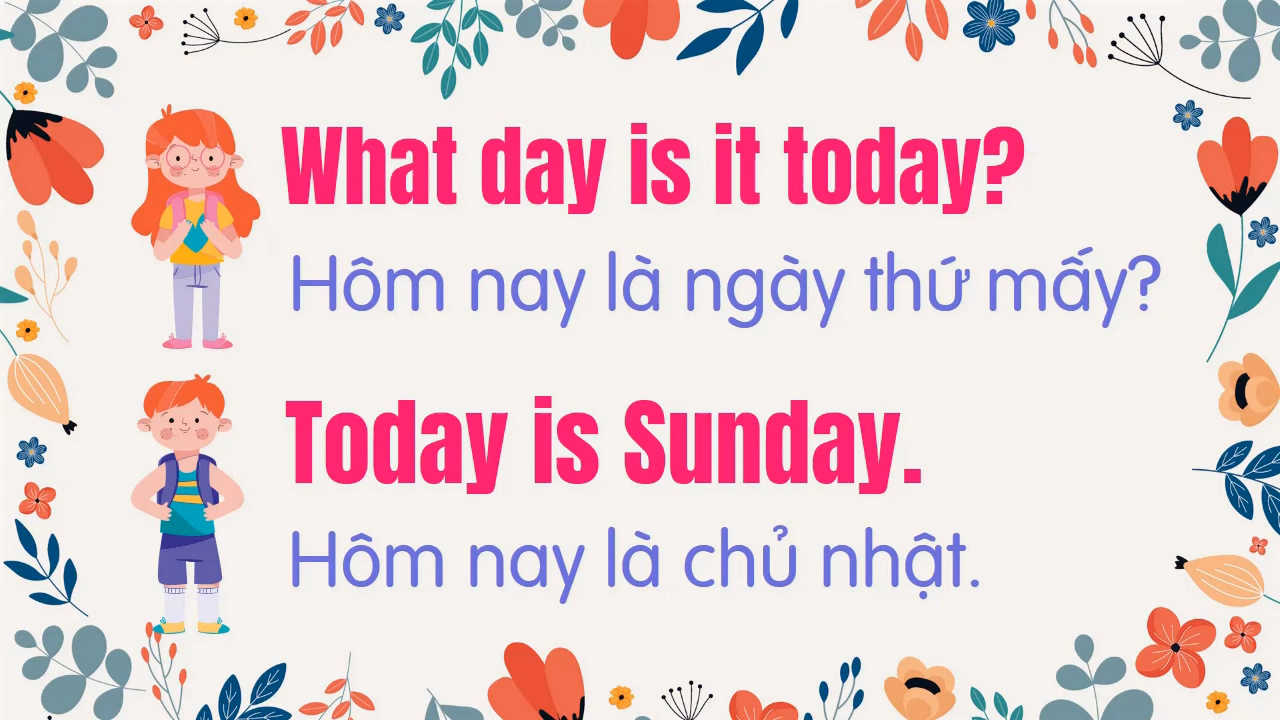 What day is it today?
Hôm nay là ngày thứ mấy?
Today is Sunday.
Hôm nay là chủ nhật.